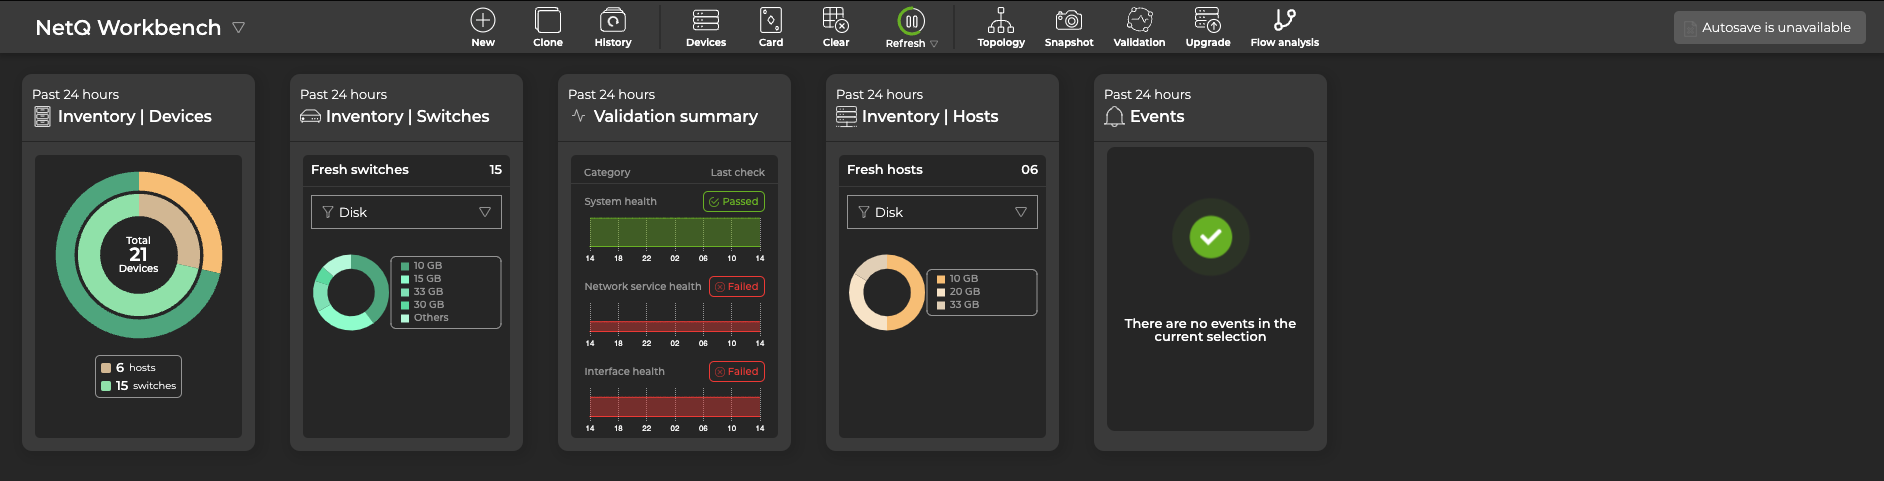 NetQ Workbench
New
Clone
History
Devices
Card
Clear
Refresh
Topology
Snapshot
Validation
Upgrade
Flow analysis
Autosave is unavailable
Past 24 hours
Inventory | Devices
Total
21
Devices
6 hosts
15 switches
Past 24 hours
Inventory | Switches
Fresh switches 15
Disk
10 GB
15 GB
33 GB
30 GB
Others
Past 24 hours
Validation summary
Category Last check
System health Passed
14 18 22 02 06 10 14
Network service health Failed
14 18 22 02 06 10 14
Interface health Failed
14 18 22 02 06 10 14
Past 24 hours
Inventory | Hosts
Fresh hosts 06
Disk
10 GB
20 GB
33 GB
Past 24 hours
Events
There are no events in the
current selection